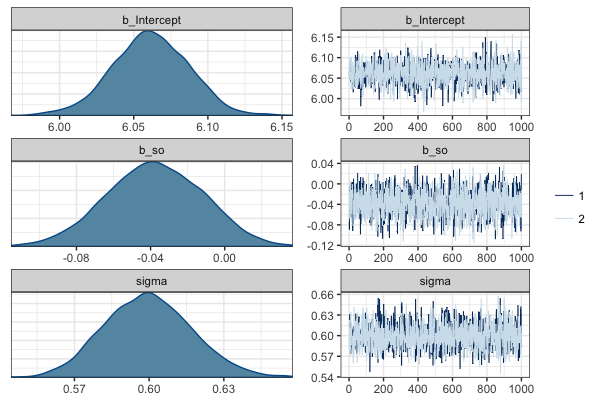 b_Intercept
6.00 6.05 6.10 6.15
b_Intercept
6.15
6.10
6.05
6.00
0 200 400 600 800 1000
b_so
-0.08 -0.04 0.00
b_so
0.04
0.00
-0.04
-0.08
-0.12
0 200 400 600 800 1000
sigma
0.57 0.60 0.63
sigma
0.66
0.63
0.60
0.57
0.54
0 200 400 600 800 1000
1
2